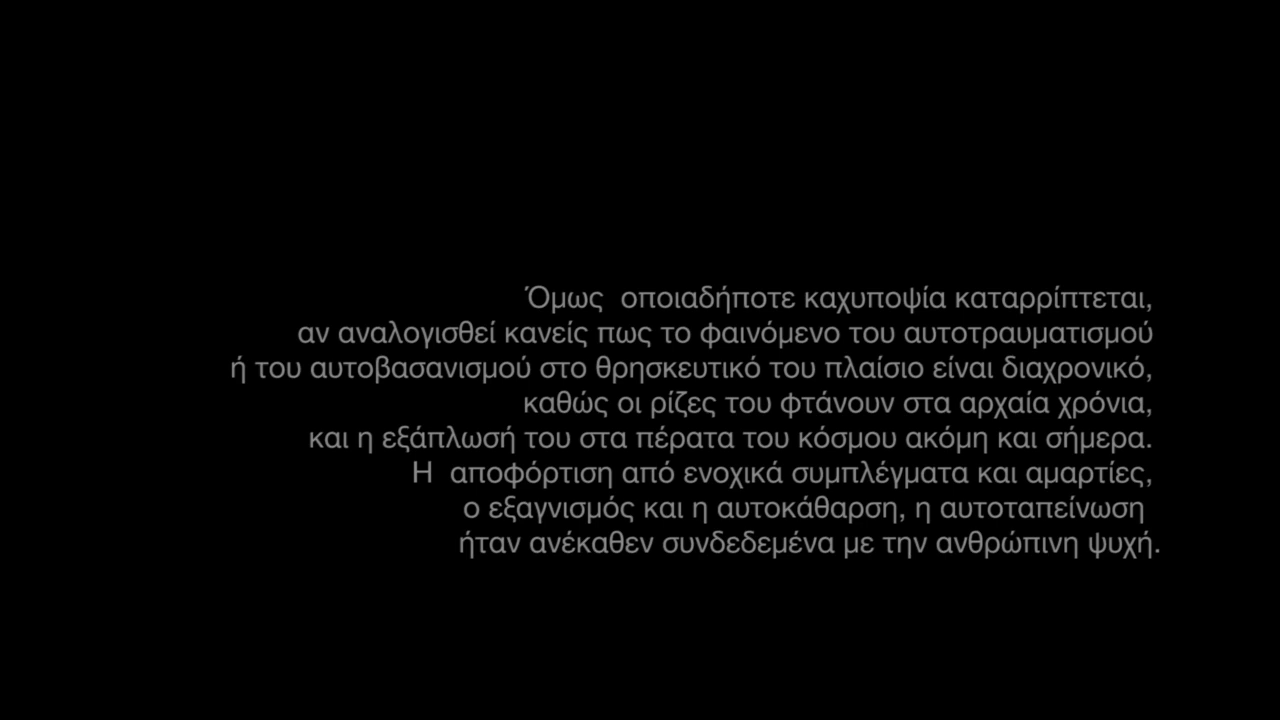 Όμως  οποιαδήποτε καχυποψία καταρρίπτεται,
αν αναλογισθεί κανείς πως το φαινόμενο του αυτοτραυματισμού
ή του αυτοβασανισμού στο θρησκευτικό του πλαίσιο είναι διαχρονικό,
καθώς οι ρίζες του φτάνουν στα αρχαία χρόνια,
και η εξάπλωσή του στα πέρατα του κόσμου ακόμη και σήμερα.
Η  αποφόρτιση από ενοχικά συμπλέγματα και αμαρτίες,
ο εξαγνισμός και η αυτοκάθαρση, η αυτοταπείνωση
ήταν ανέκαθεν συνδεδεμένα με την ανθρώπινη ψυχή.